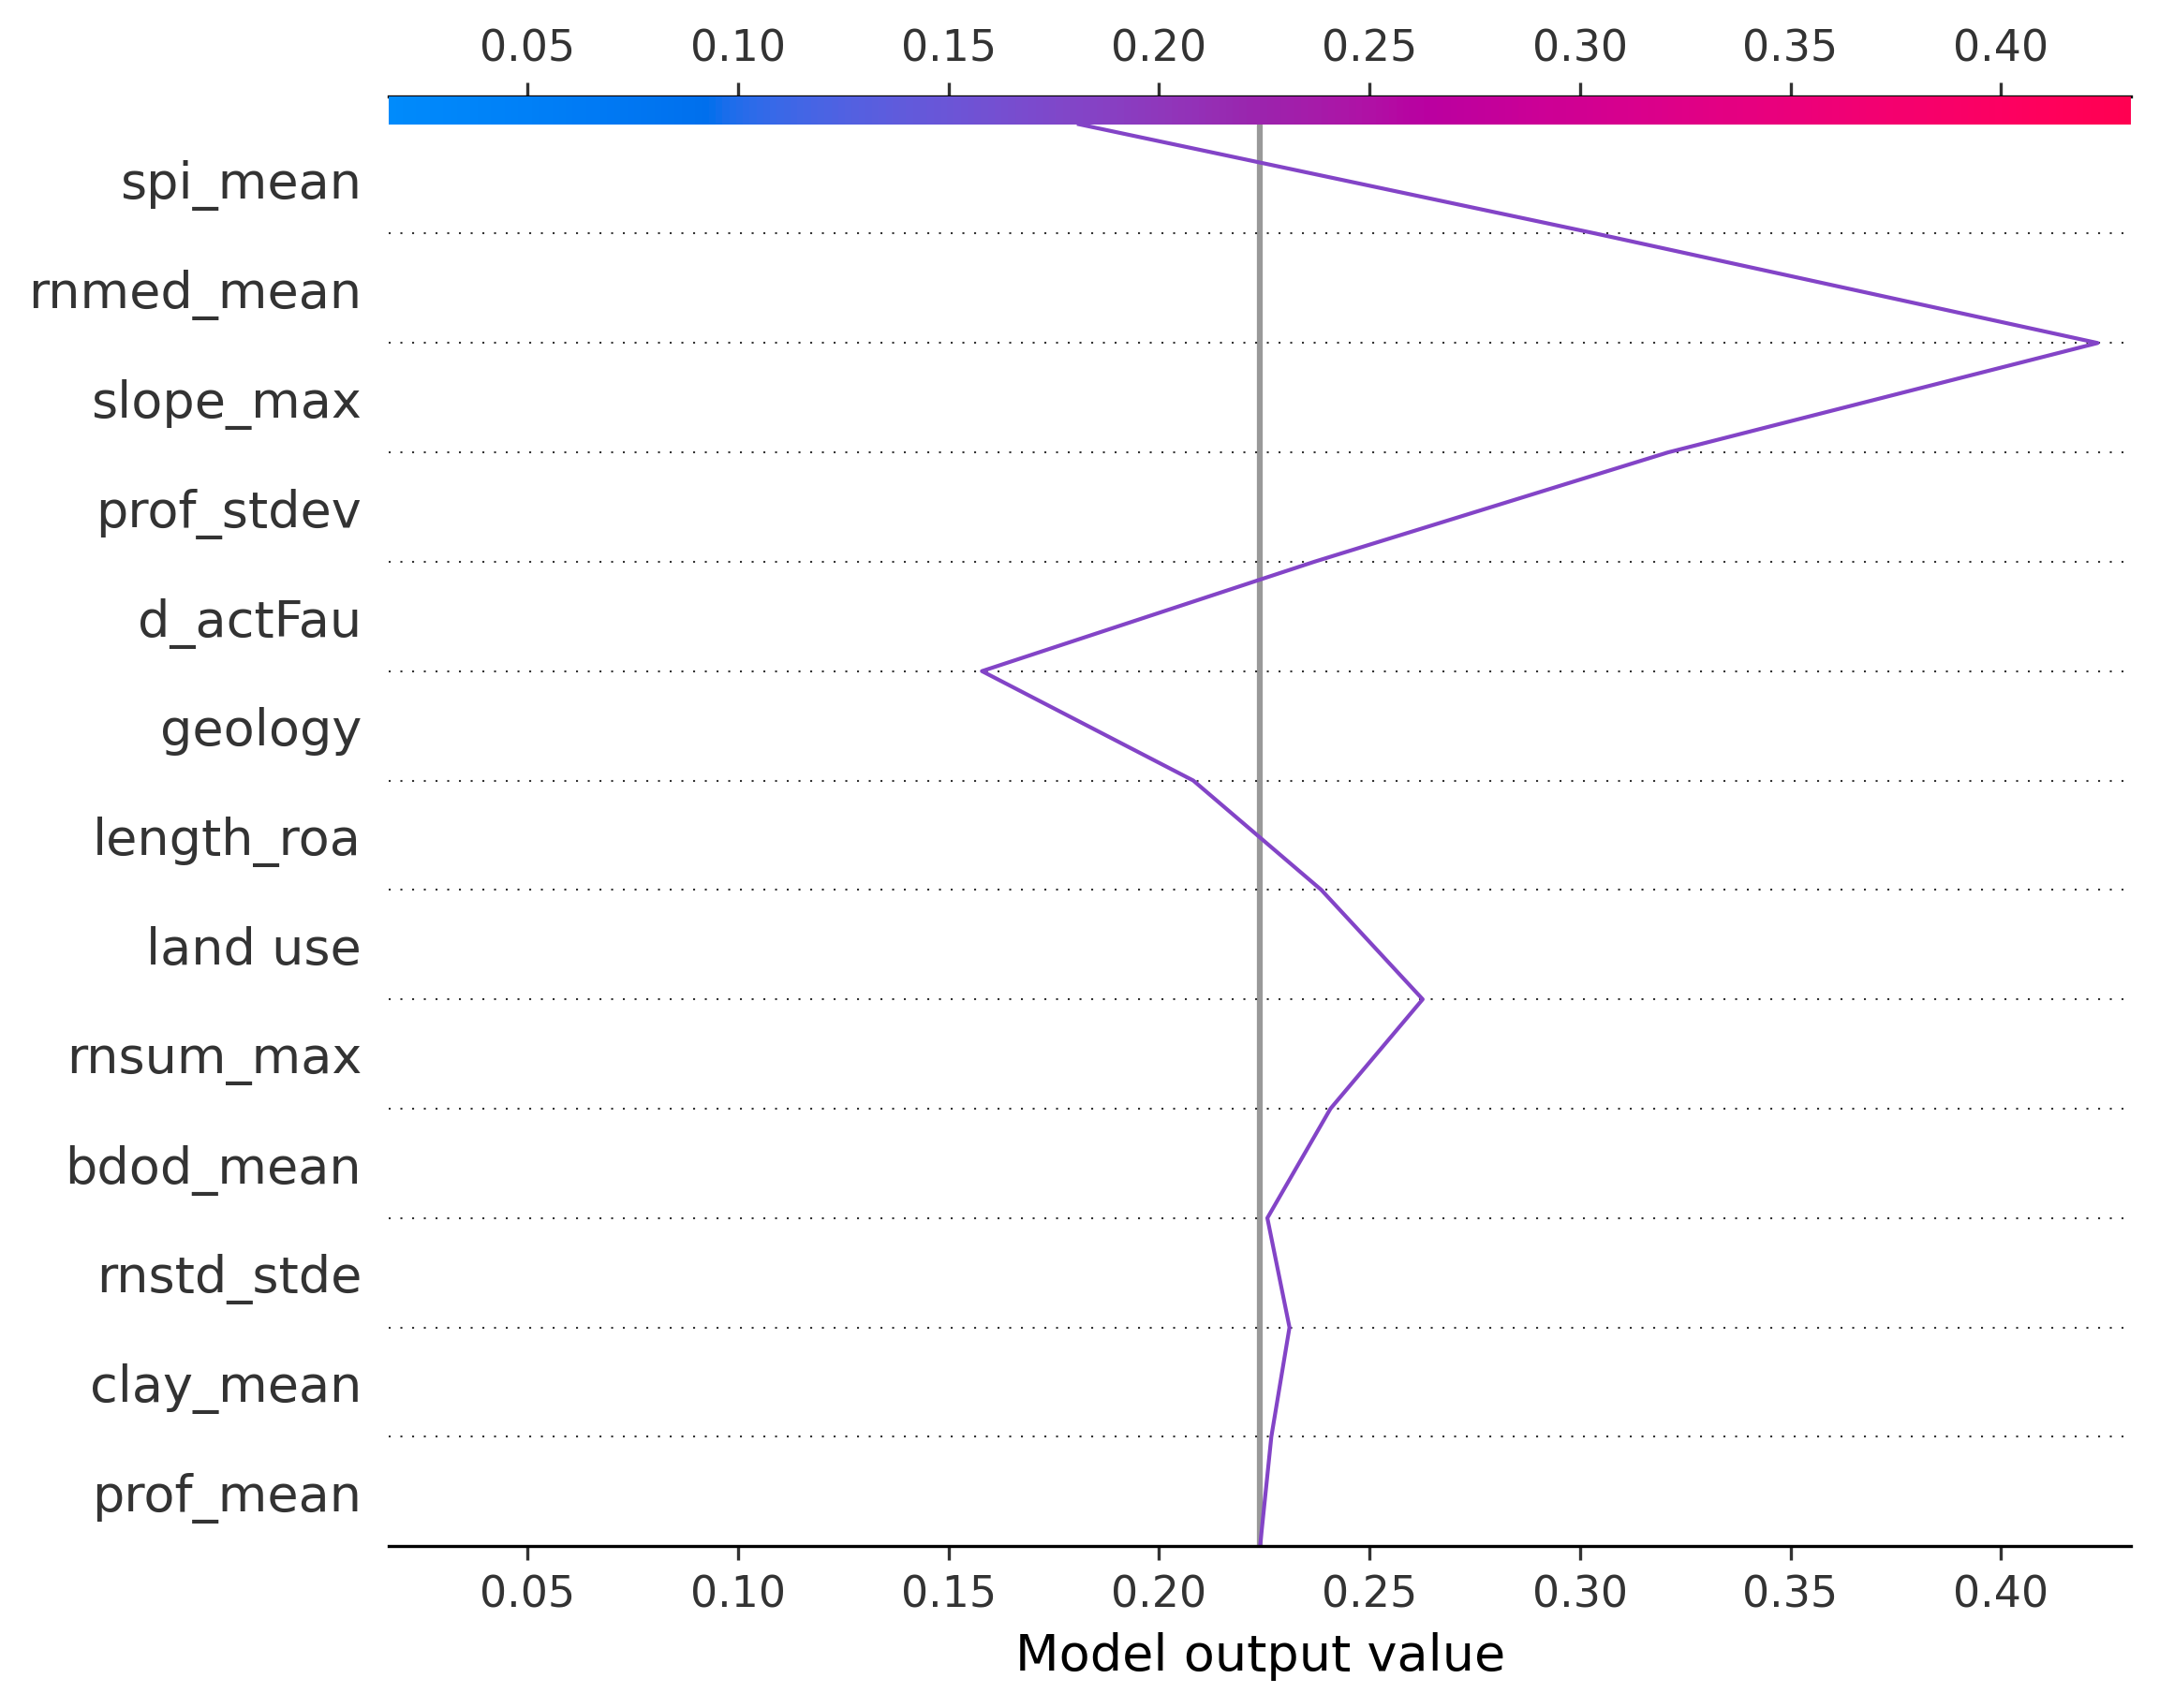 0.05 0.10 0.15 0.20 0.25 0.30 0.35 0.40
spi_mean
rnmed_mean
slope_max
prof_stdev
d_actFau
geology
length_roa
land use
rnsum_max
bdod_mean
rnstd_stde
clay_mean
prof_mean
0.05 0.10 0.15 0.20 0.25 0.30 0.35 0.40
Model output value